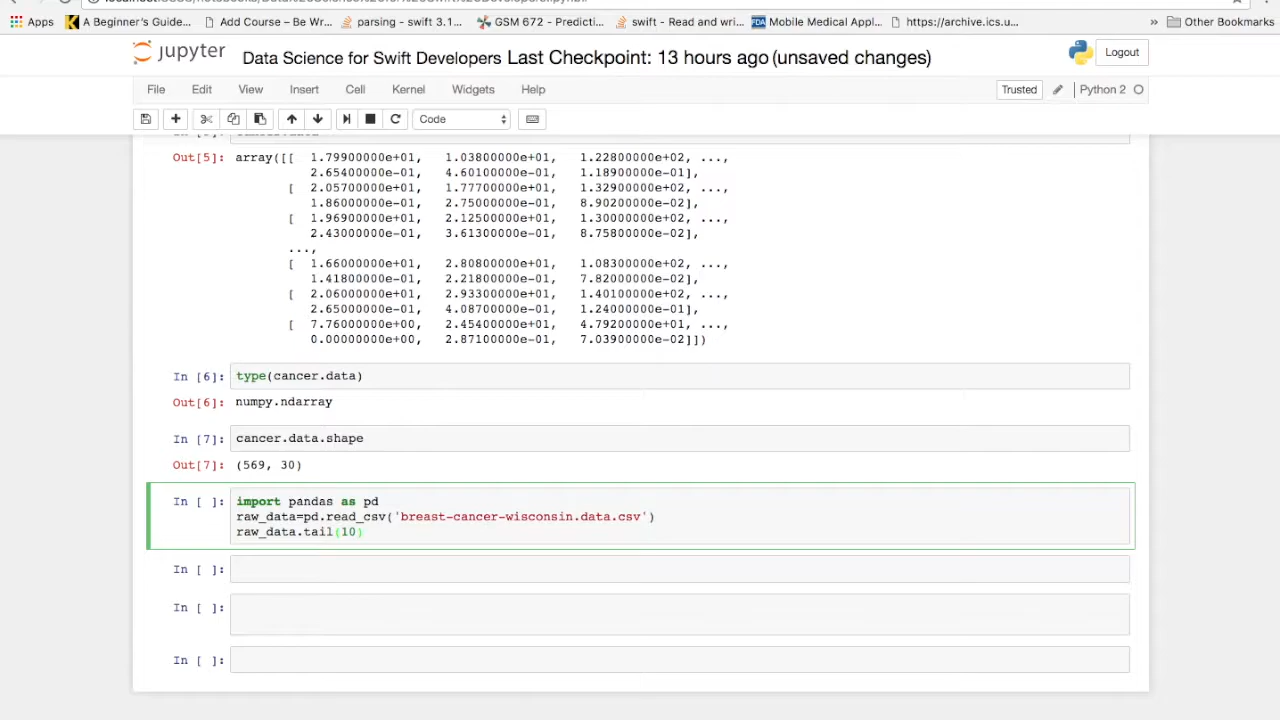 Apps A Beginner's Guide... Add Course – Be Wr... parsing - swift 3.1... GSM 672 – Predicti... swift - Read and wri... FDA Mobile Medical Appl... https://archive.ics.u... » Other Bookmarks
jupyter Data Science for Swift Developers Last Checkpoint: 13 hours ago (unsaved changes) Logout
File Edit View Insert Cell Kernel Widgets Help Trusted Python 2
Code
Out[5]: array([[ 1.79900000e+01, 1.03800000e+01, 1.22800000e+02, ...,
2.65400000e-01, 4.60100000e-01, 1.18900000e-01],
[ 2.05700000e+01, 1.77700000e+01, 1.32900000e+02, ...,
1.86000000e-01, 2.75000000e-01, 8.90200000e-02],
[ 1.96900000e+01, 2.12500000e+01, 1.30000000e+02, ...,
2.43000000e-01, 3.61300000e-01, 8.75800000e-02],
...,
[ 1.66000000e+01, 2.80800000e+01, 1.08300000e+02, ...,
1.41800000e-01, 2.21800000e-01, 7.82000000e-02],
[ 2.06000000e+01, 2.93300000e+01, 1.40100000e+02, ...,
2.65000000e-01, 4.08700000e-01, 1.24000000e-01],
[ 7.76000000e+00, 2.45400000e+01, 4.79200000e+01, ...,
0.00000000e+00, 2.87100000e-01, 7.03900000e-02]])
In [6]: type(cancer.data)
Out[6]: numpy.ndarray
In [7]: cancer.data.shape
Out[7]: (569, 30)
In [ ]: import pandas as pd
raw_data=pd.read_csv('breast-cancer-wisconsin.data.csv')
raw_data.tail(10)
In [ ]:
In [ ]:
In [ ]: